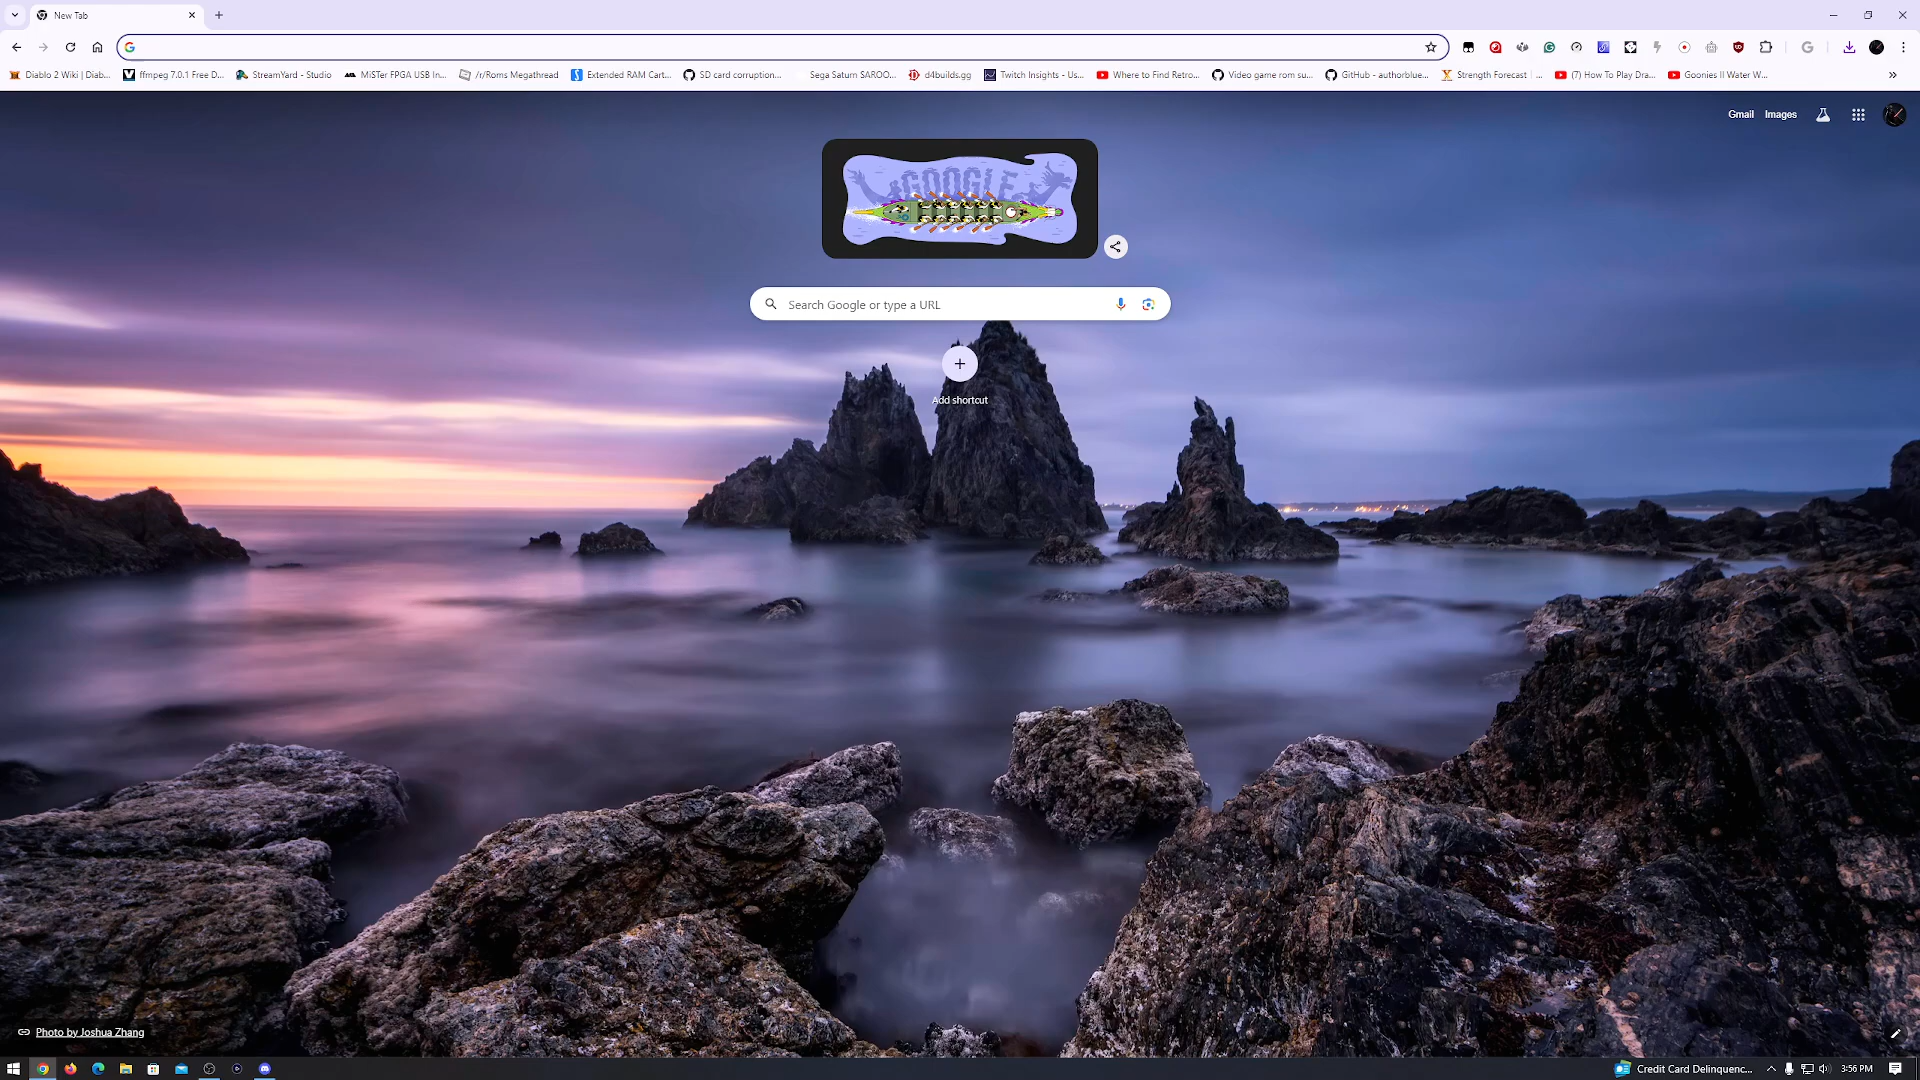 New Tab
Diablo 2 Wiki | Diab...
ffmpeg 7.0.1 Free D...
StreamYard - Studio
MiSTer FPGA USB In...
/r/Roms Megathread
Extended RAM Cart...
SD card corruption...
Sega Saturn SAROO...
d4builds.gg
Twitch Insights - Us...
Where to Find Retro...
Video game rom su...
GitHub - authorblue...
Strength Forecast | ...
(7) How To Play Dra...
Goonies II Water W...
Gmail Images
GOOGLE
Search Google or type a URL
Add shortcut
Photo by Joshua Zhang
Credit Card Delinquenc...
3:56 PM